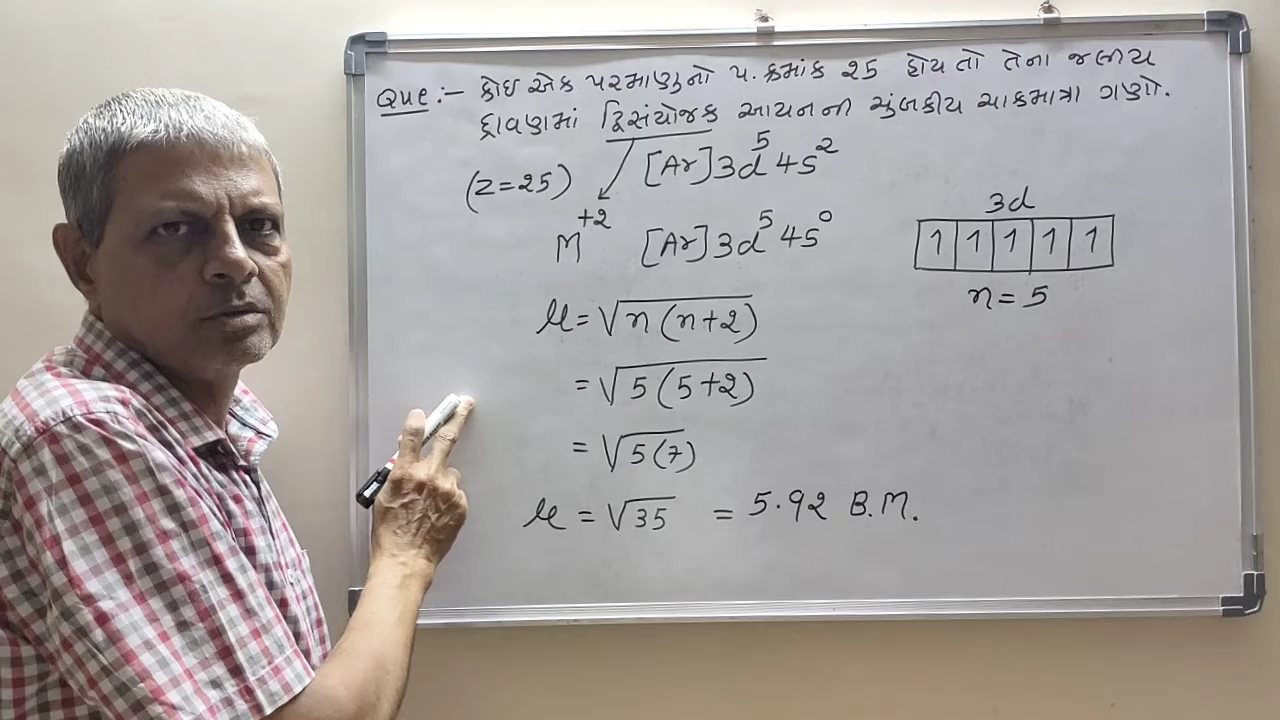 Que :- કોઇ એક પરમાણુનો પ. ક્રમાંક 25 હોય તો તેના જલીય
દ્રાવણમાં દ્વિસંયોજક આયનની ચુંબકીય ચાકમાત્રા ગણો.
(Z=25) [Ar] 3d⁵ 4s²
M⁺² [Ar] 3d⁵ 4s⁰
3d
1 1 1 1 1
n = 5
μ = √n(n+2)
= √5(5+2)
= √5(7)
μ = √35 = 5.92 B.M.